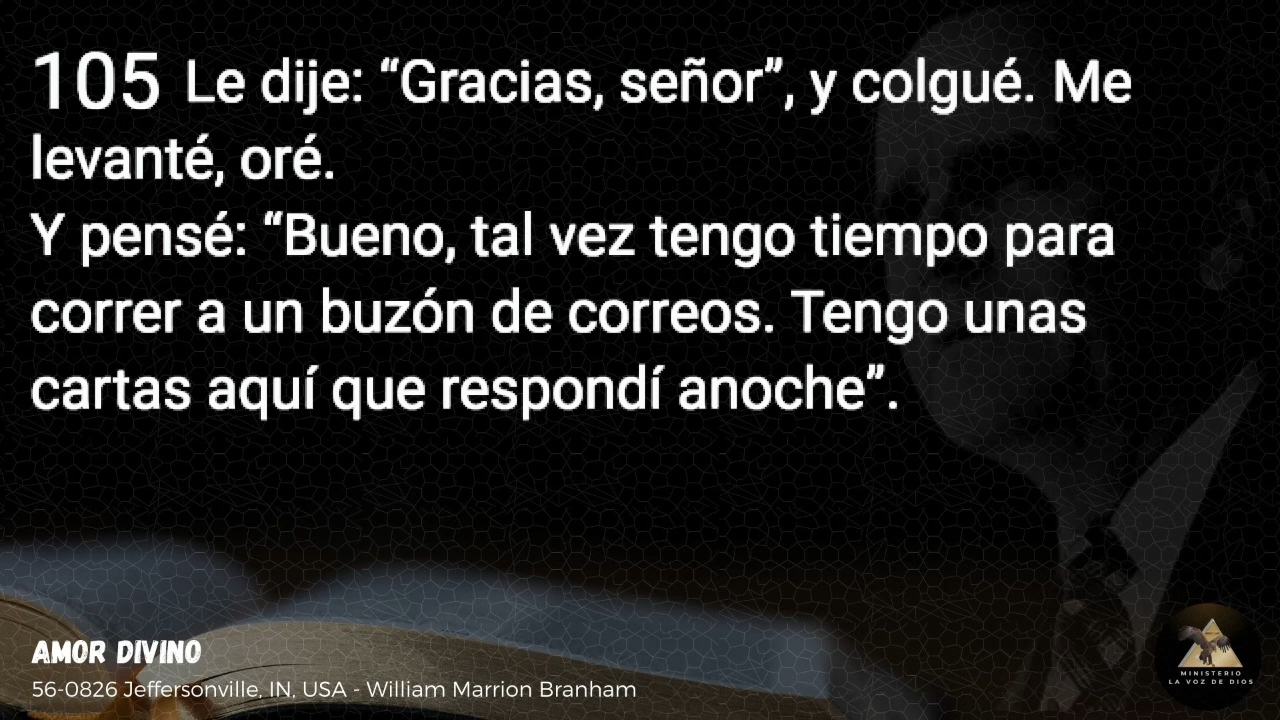 105 Le dije: “Gracias, señor”, y colgué. Me
levanté, oré.
Y pensé: “Bueno, tal vez tengo tiempo para
correr a un buzón de correos. Tengo unas
cartas aquí que respondí anoche”.
AMOR DIVINO
56-0826 Jeffersonville, IN, USA - William Marrion Branham
MINISTERIO
LA VOZ DE DIOS